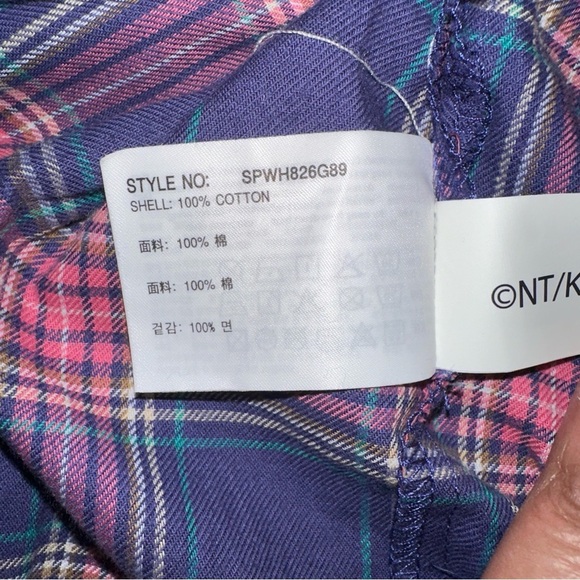 STYLE NO: SPWH826G89
SHELL: 100% COTTON
面料: 100% 棉
面料: 100% 棉
겉감: 100% 면
©NT/K